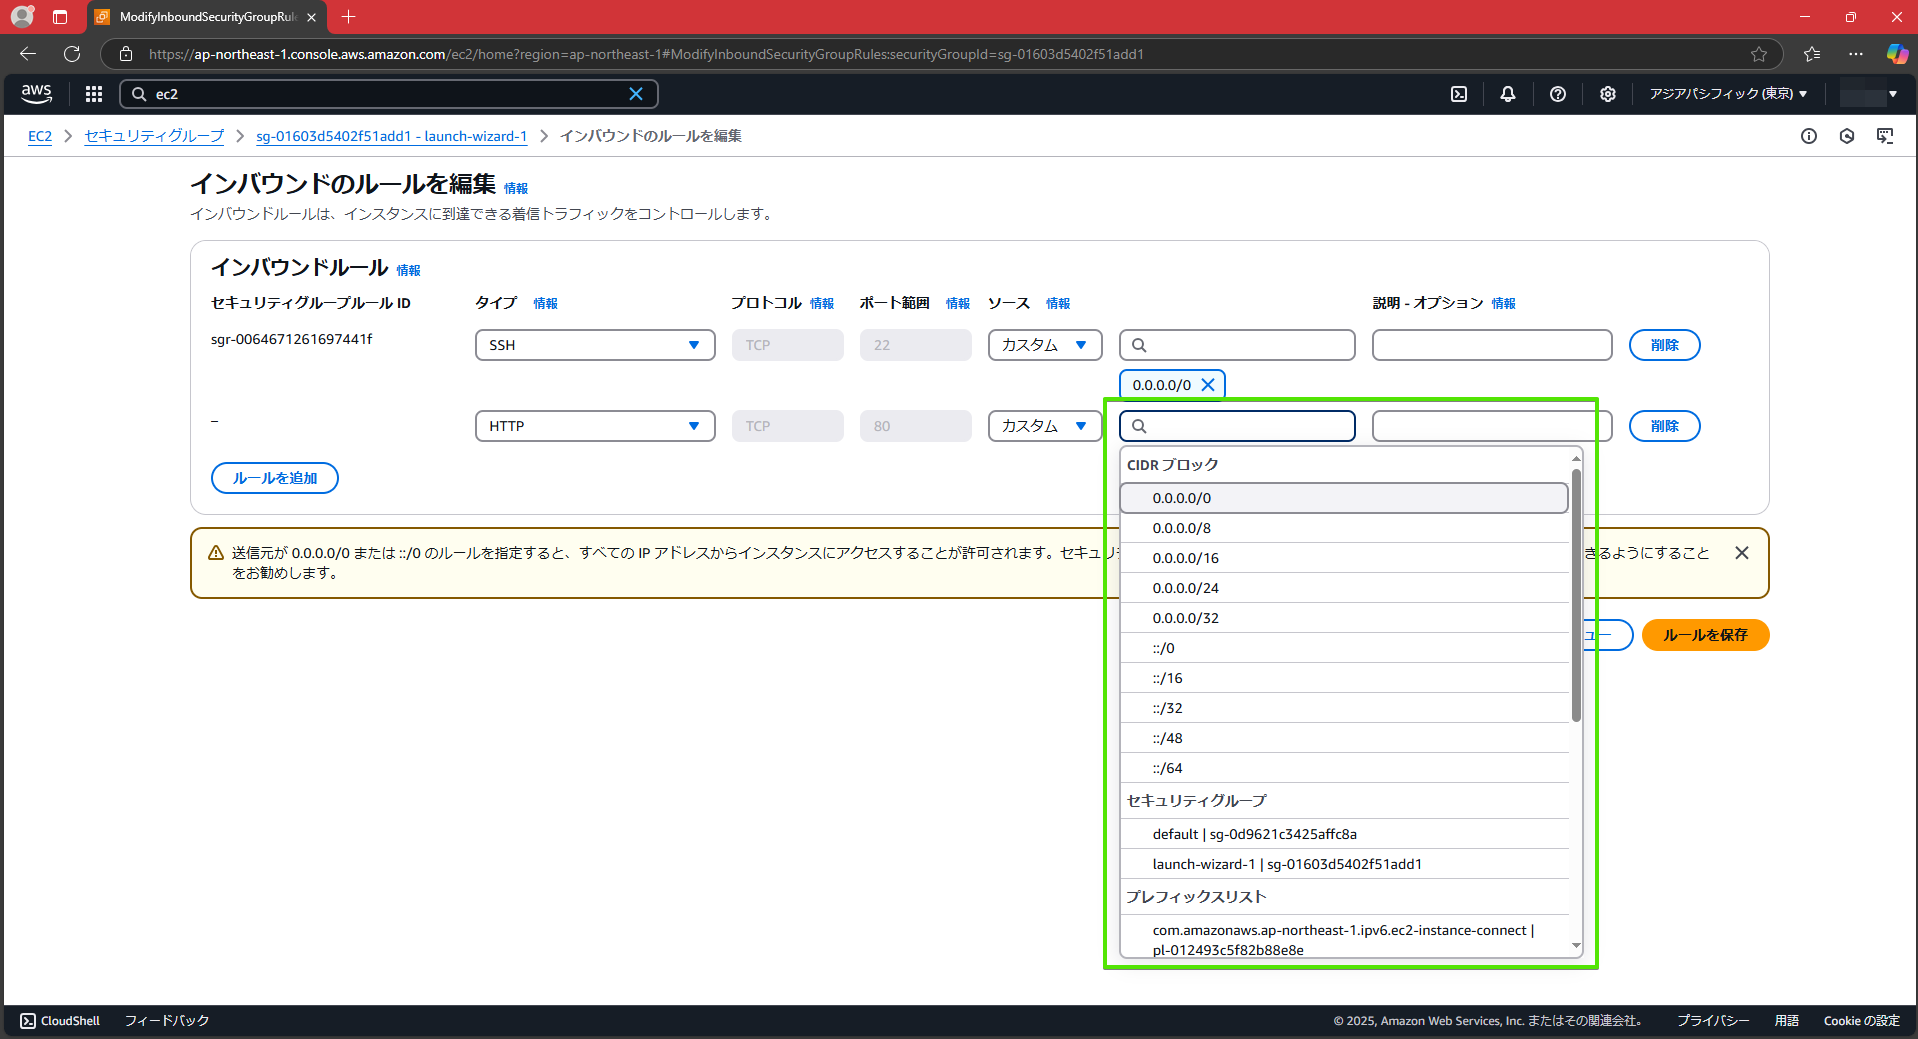 ModifyInboundSecurityGroupRule
https://ap-northeast-1.console.aws.amazon.com/ec2/home?region=ap-northeast-1#ModifyInboundSecurityGroupRules:securityGroupId=sg-01603d5402f51add1
aws ec2 アジアパシフィック (東京)
EC2 セキュリティグループ sg-01603d5402f51add1 - launch-wizard-1 インバウンドのルールを編集
インバウンドのルールを編集 情報
インバウンドルールは、インスタンスに到達できる着信トラフィックをコントロールします。
インバウンドルール 情報
セキュリティグループルール ID タイプ 情報 プロトコル 情報 ポート範囲 情報 ソース 情報 説明 - オプション 情報
sgr-0064671261697441f SSH TCP 22 カスタム 削除
0.0.0.0/0
– HTTP TCP 80 カスタム 削除
ルールを追加
CIDR ブロック
0.0.0.0/0
0.0.0.0/8
0.0.0.0/16
0.0.0.0/24
0.0.0.0/32
::/0
::/16
::/32
::/48
::/64
セキュリティグループ
default | sg-0d9621c3425affc8a
launch-wizard-1 | sg-01603d5402f51add1
プレフィックスリスト
com.amazonaws.ap-northeast-1.ipv6.ec2-instance-connect |
pl-012493c5f82b88e8e
送信元が 0.0.0.0/0 または ::/0 のルールを指定すると、すべての IP アドレスからインスタンスにアクセスすることが許可されます。セキュリ きるようにすること
をお勧めします。
ュー ルールを保存
CloudShell フィードバック © 2025, Amazon Web Services, Inc. またはその関連会社。 プライバシー 用語 Cookie の設定